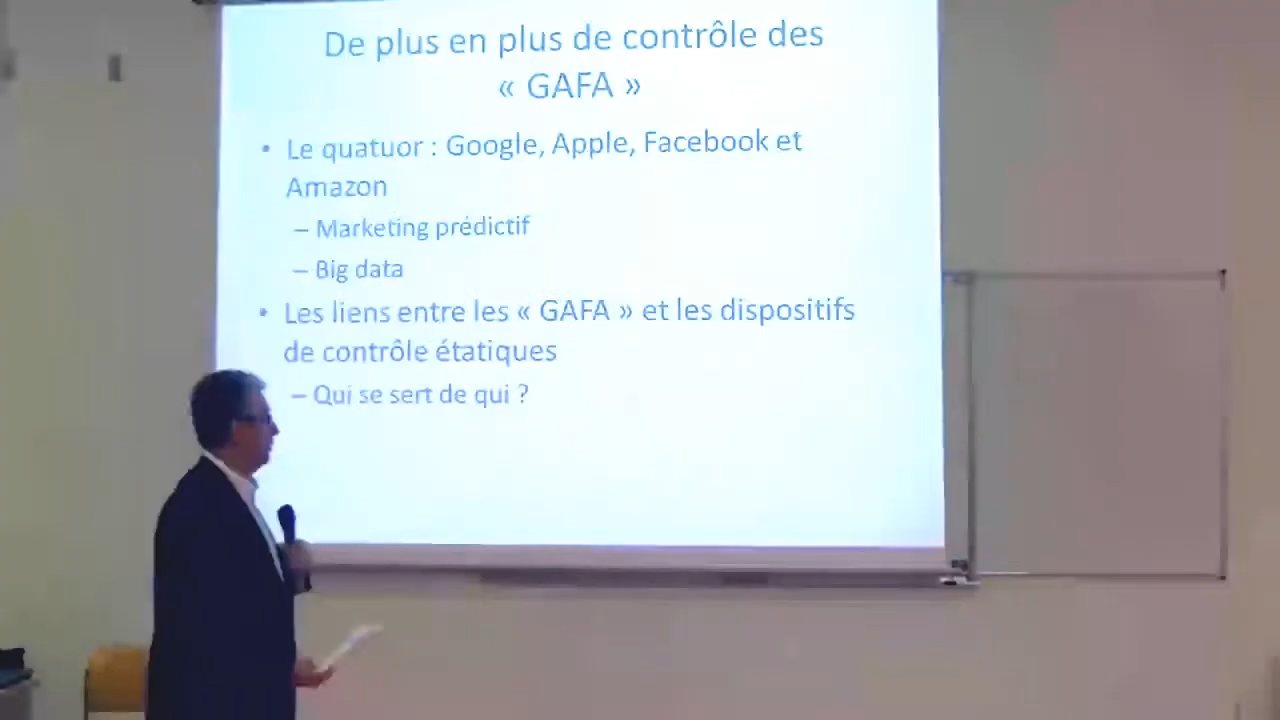 De plus en plus de contrôle des
« GAFA »
• Le quatuor : Google, Apple, Facebook et
Amazon
– Marketing prédictif
– Big data
• Les liens entre les « GAFA » et les dispositifs
de contrôle étatiques
– Qui se sert de qui ?